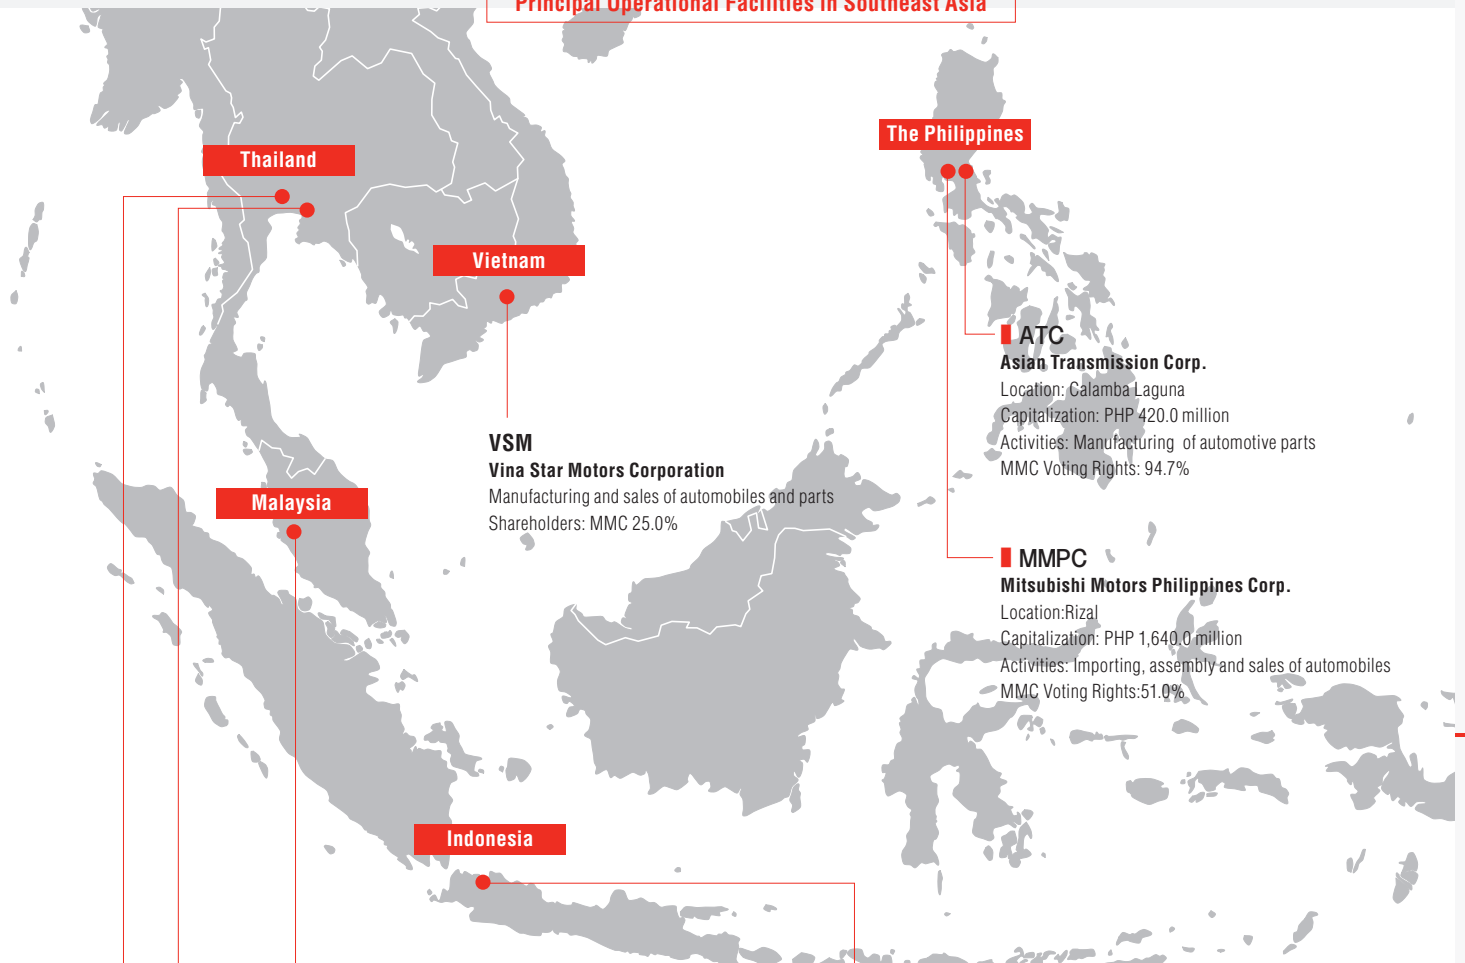 Principal Operational Facilities in Southeast Asia
The Philippines
Thailand
Vietnam
ATC
Asian Transmission Corp.
Location: Calamba Laguna
Capitalization: PHP 420.0 million
Activities: Manufacturing of automotive parts
MMC Voting Rights: 94.7%
VSM
Vina Star Motors Corporation
Manufacturing and sales of automobiles and parts
Shareholders: MMC 25.0%
Malaysia
MMPC
Mitsubishi Motors Philippines Corp.
Location:Rizal
Capitalization: PHP 1,640.0 million
Activities: Importing, assembly and sales of automobiles
MMC Voting Rights:51.0%
Indonesia